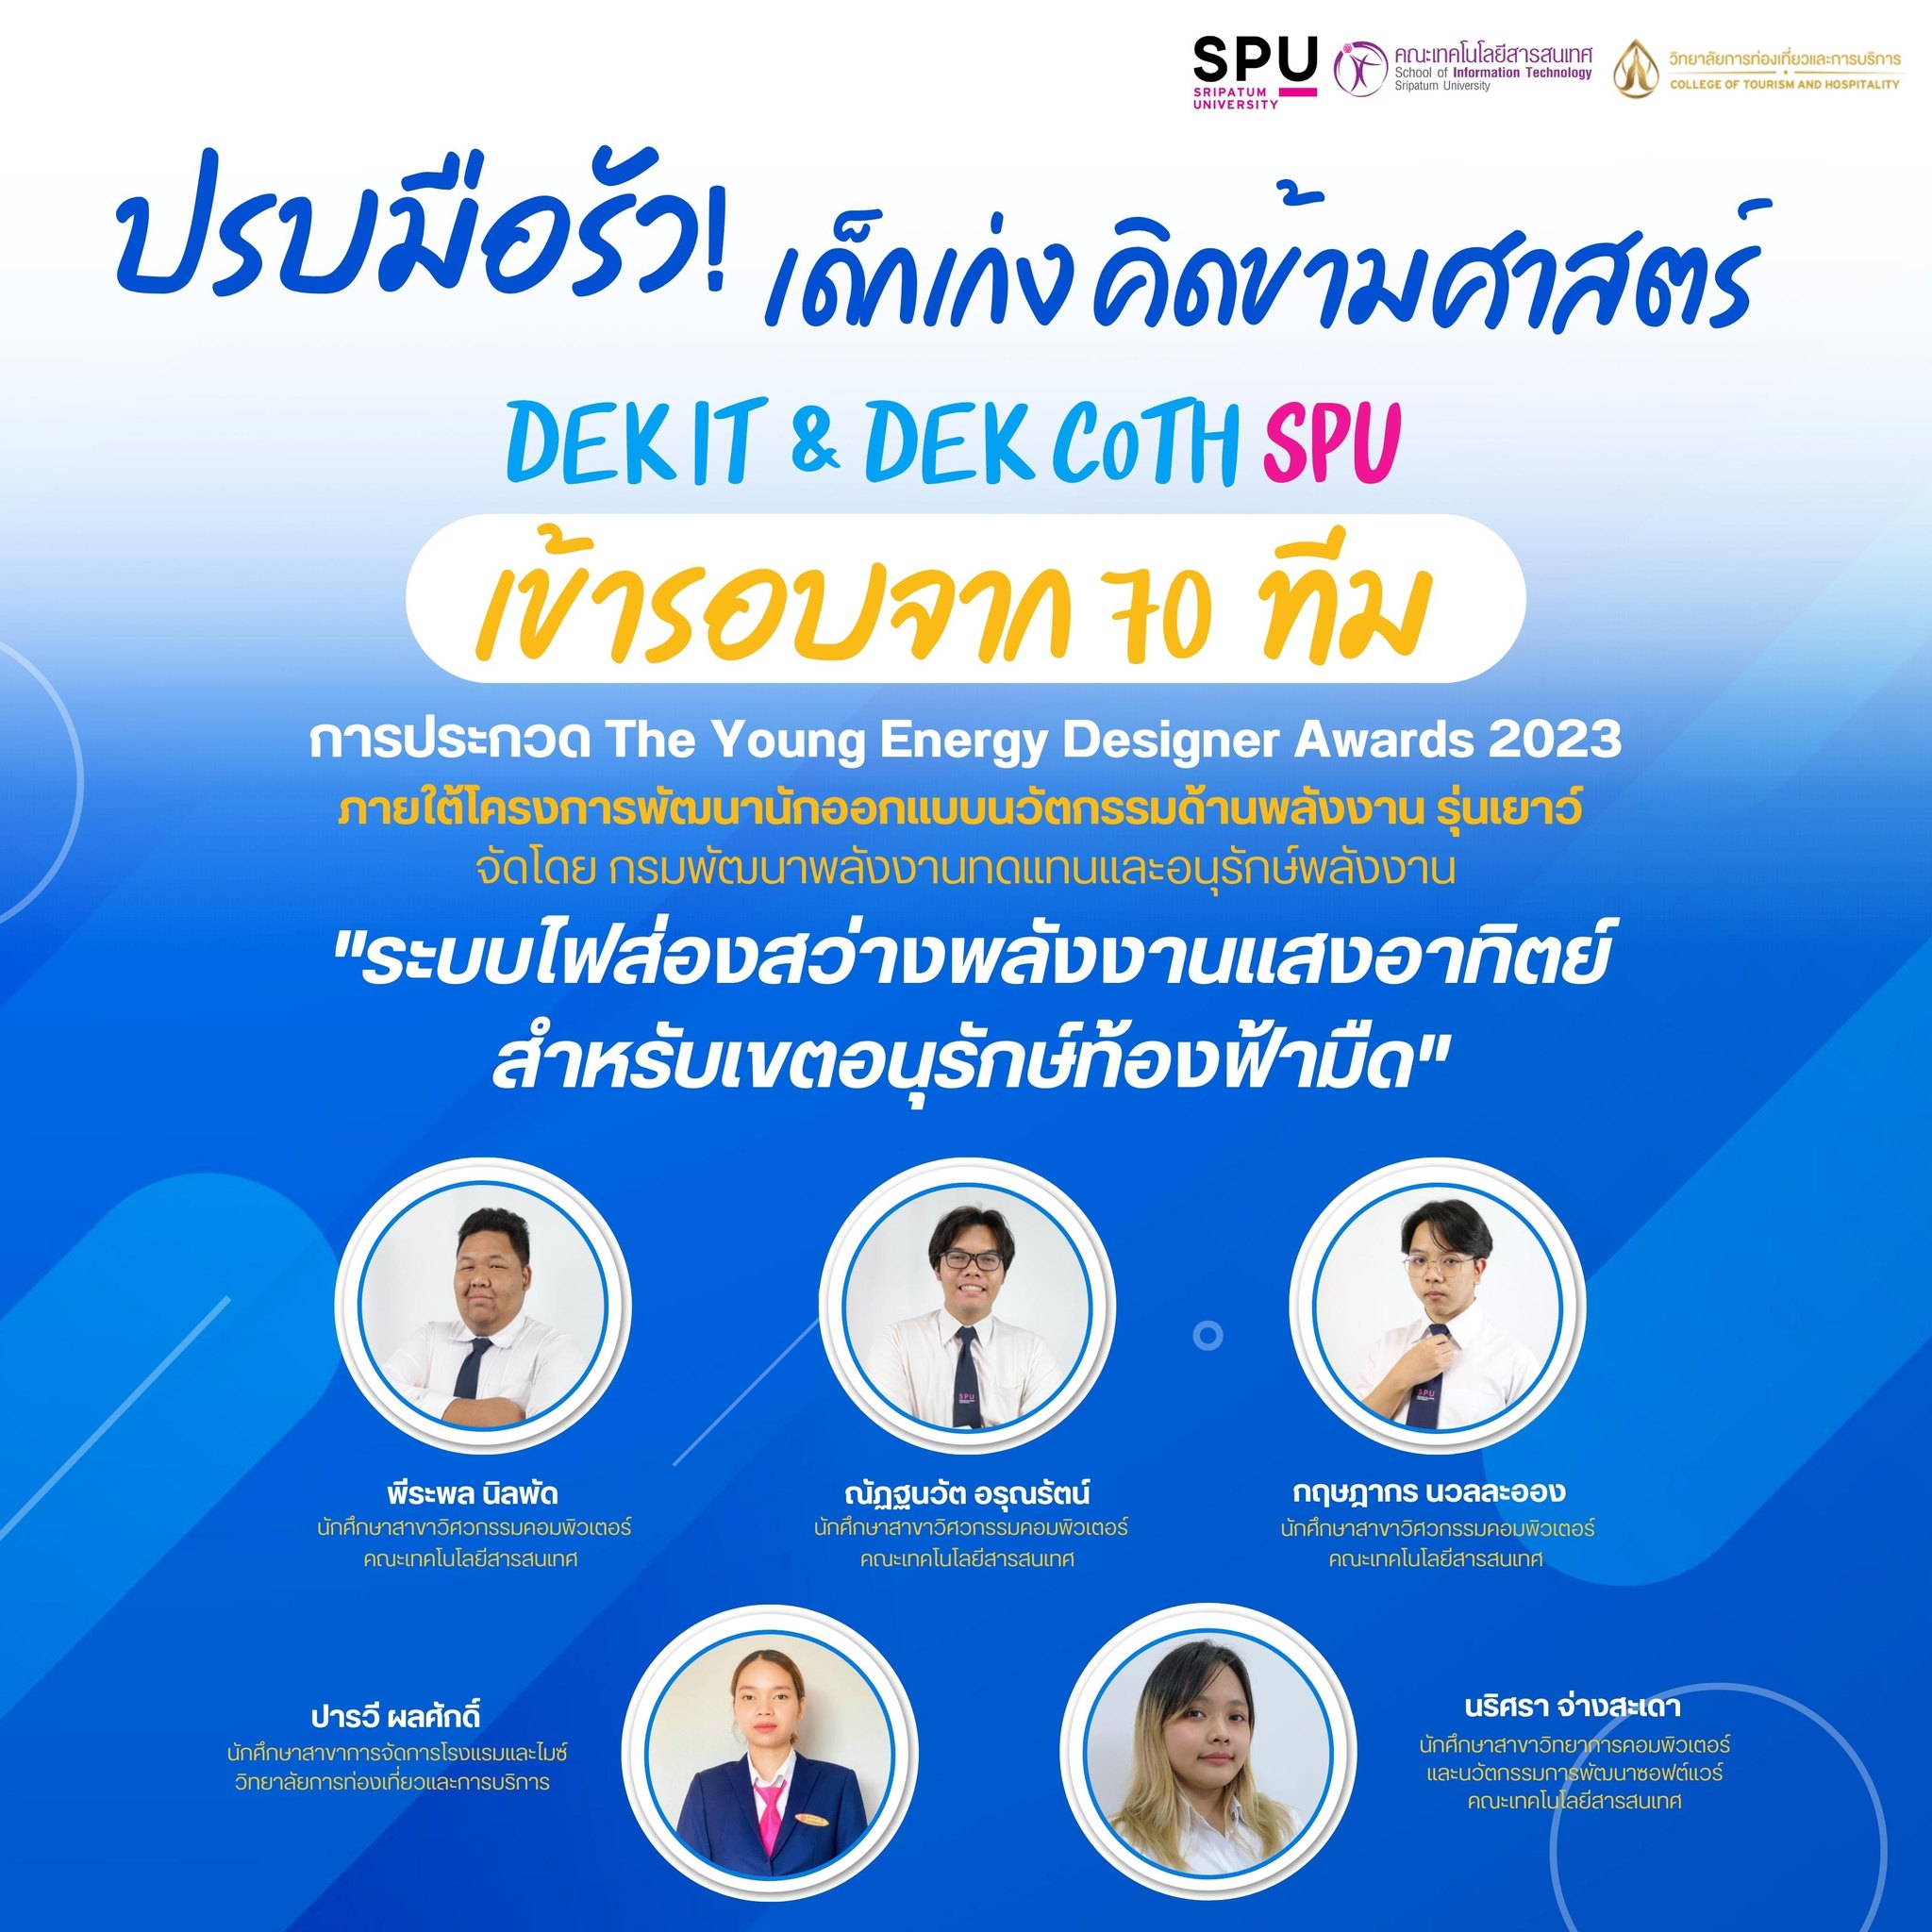 SPU
SRIPATUM
UNIVERSITY
คณะเทคโนโลยีสารสนเทศ
School of Information Technology
Sripatum University
วิทยาลัยการท่องเที่ยวและการบริการ
COLLEGE OF TOURISM AND HOSPITALITY
ปรบมือรัว! เด็กเก่ง คิดข้ามศาสตร์
DEK IT & DEK CoTH SPU
เข้ารอบจาก 70 ทีม
การประกวด The Young Energy Designer Awards 2023
ภายใต้โครงการพัฒนานักออกแบบนวัตกรรมด้านพลังงาน รุ่นเยาว์
จัดโดย กรมพัฒนาพลังงานทดแทนและอนุรักษ์พลังงาน
"ระบบไฟส่องสว่างพลังงานแสงอาทิตย์
สำหรับเขตอนุรักษ์ท้องฟ้ามืด"
SPU
SPU
พีระพล นิลพัด
นักศึกษาสาขาวิศวกรรมคอมพิวเตอร์
คณะเทคโนโลยีสารสนเทศ
ณัฏฐนวัต อรุณรัตน์
นักศึกษาสาขาวิศวกรรมคอมพิวเตอร์
คณะเทคโนโลยีสารสนเทศ
กฤษฎากร นวลละออง
นักศึกษาสาขาวิศวกรรมคอมพิวเตอร์
คณะเทคโนโลยีสารสนเทศ
ปารวี ผลศักดิ์
นักศึกษาสาขาการจัดการโรงแรมและไมซ์
วิทยาลัยการท่องเที่ยวและการบริการ
นริศรา จ่างสะเดา
นักศึกษาสาขาวิทยาการคอมพิวเตอร์
และนวัตกรรมการพัฒนาซอฟต์แวร์
คณะเทคโนโลยีสารสนเทศ